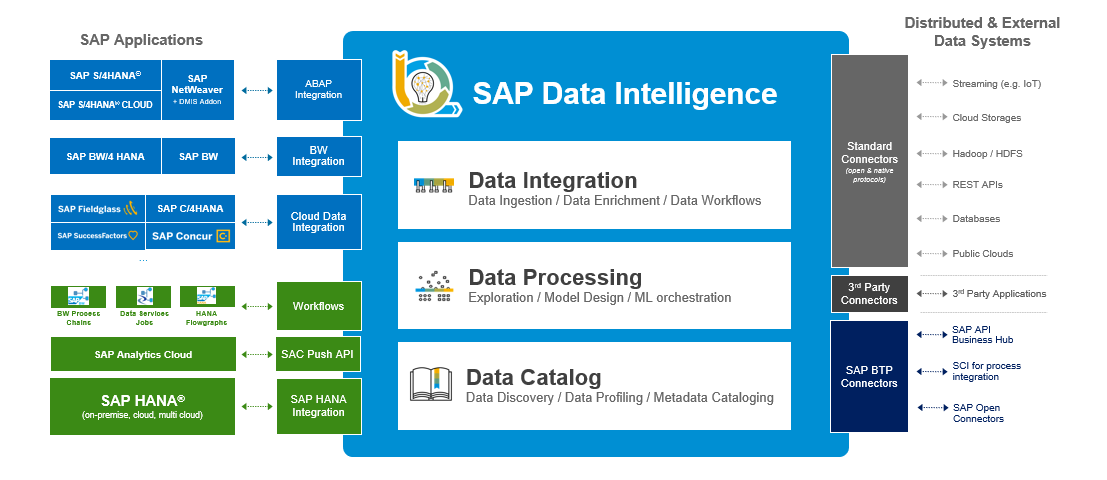 SAP Applications
SAP S/4HANA®
SAP S/4HANA® CLOUD
SAP
NetWeaver
+ DMIS Addon
ABAP
Integration
SAP BW/4 HANA
SAP BW
BW
Integration
SAP Fieldglass
SAP C/4HANA
SAP SuccessFactors
SAP Concur
Cloud Data
Integration
...
BW Process
Chains
Data Services
Jobs
HANA
Flowgraphs
Workflows
SAP Analytics Cloud
SAC Push API
SAP HANA®
(on-premise, cloud, multi cloud)
SAP HANA
Integration
SAP Data Intelligence
Data Integration
Data Ingestion / Data Enrichment / Data Workflows
Data Processing
Exploration / Model Design / ML orchestration
Data Catalog
Data Discovery / Data Profiling / Metadata Cataloging
Distributed & External
Data Systems
Standard
Connectors
(open & native
protocols)
Streaming (e.g. IoT)
Cloud Storages
Hadoop / HDFS
REST APIs
Databases
Public Clouds
3rd Party
Connectors
3rd Party Applications
SAP BTP
Connectors
SAP API
Business Hub
SCI for process
integration
SAP Open
Connectors